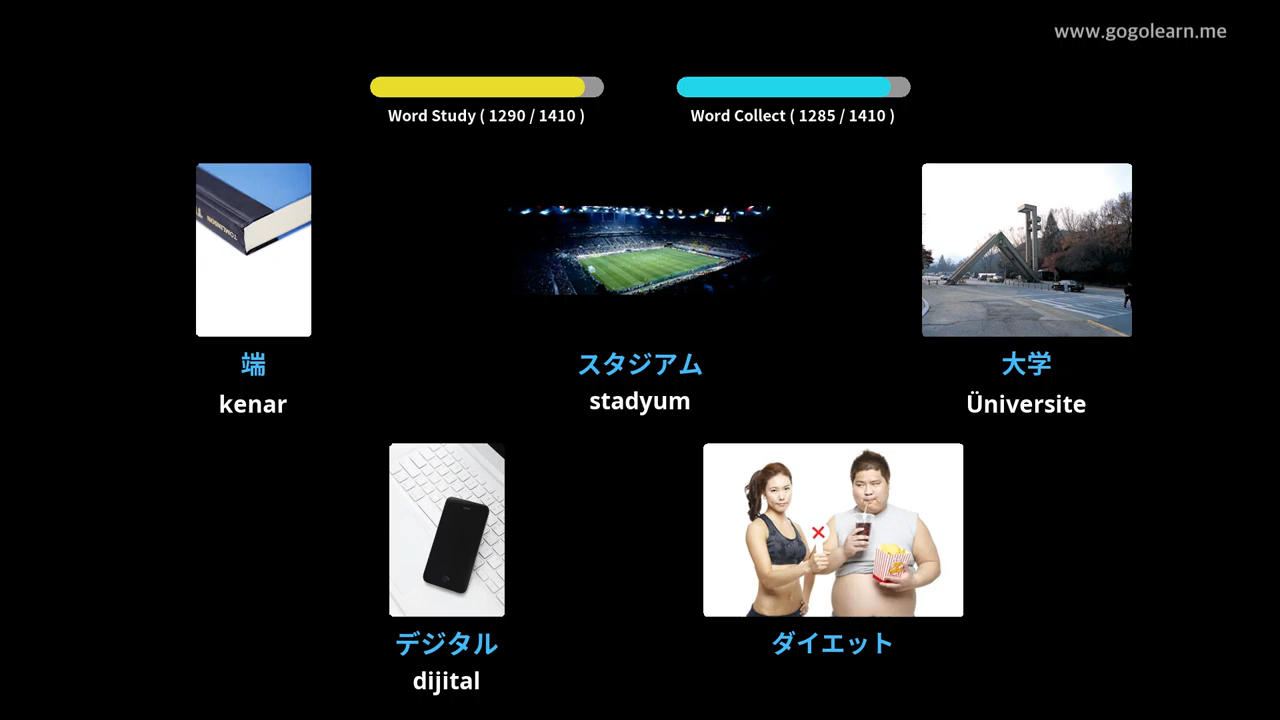 www.gogolearn.me
Word Study ( 1290 / 1410 )
Word Collect ( 1285 / 1410 )
TOMLINSON
端
kenar
スタジアム
stadyum
大学
Üniversite
デジタル
dijital
ダイエット